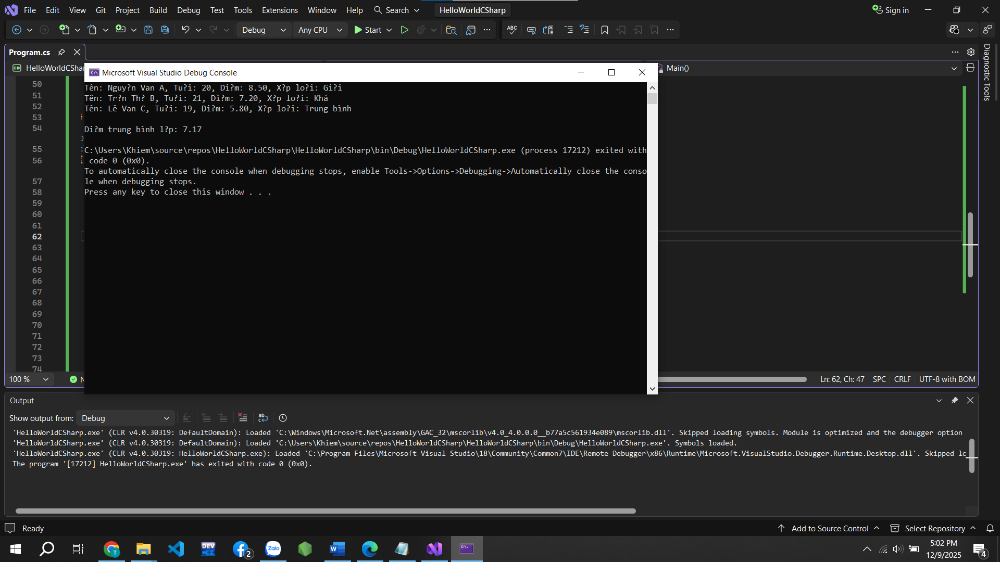 File Edit View Git Project Build Debug Test Tools Extensions Window Help Search HelloWorldCSharp Sign in
Debug Any CPU Start
Program.cs
HelloWorldCShar
Main()
Diagnostic Tools
Microsoft Visual Studio Debug Console
Tên: Nguy?n Van A, Tu?i: 20, Di?m: 8.50, X?p lo?i: Gi?i
Tên: Tr?n Th? B, Tu?i: 21, Di?m: 7.20, X?p lo?i: Khá
Tên: Lê Van C, Tu?i: 19, Di?m: 5.80, X?p lo?i: Trung bình
Di?m trung bình l?p: 7.17
C:\Users\Khiem\source\repos\HelloWorldCSharp\HelloWorldCSharp\bin\Debug\HelloWorldCSharp.exe (process 17212) exited with
code 0 (0x0).
To automatically close the console when debugging stops, enable Tools->Options->Debugging->Automatically close the conso
le when debugging stops.
Press any key to close this window . . .
50
51
52
53
54
55
56
57
58
59
60
61
62
63
64
65
66
67
68
69
70
71
72
73
74
100 % N Ln: 62, Ch: 47 SPC CRLF UTF-8 with BOM
Output
Show output from: Debug
'HelloWorldCSharp.exe' (CLR v4.0.30319: DefaultDomain): Loaded 'C:\Windows\Microsoft.Net\assembly\GAC_32\mscorlib\v4.0_4.0.0.0__b77a5c561934e089\mscorlib.dll'. Skipped loading symbols. Module is optimized and the debugger option
'HelloWorldCSharp.exe' (CLR v4.0.30319: DefaultDomain): Loaded 'C:\Users\Khiem\source\repos\HelloWorldCSharp\HelloWorldCSharp\bin\Debug\HelloWorldCSharp.exe'. Symbols loaded.
'HelloWorldCSharp.exe' (CLR v4.0.30319: HelloWorldCSharp.exe): Loaded 'C:\Program Files\Microsoft Visual Studio\18\Community\Common7\IDE\Remote Debugger\x86\Runtime\Microsoft.VisualStudio.Debugger.Runtime.Desktop.dll'. Skipped lo
The program '[17212] HelloWorldCSharp.exe' has exited with code 0 (0x0).
Ready Add to Source Control Select Repository
DEV C++ 2 Zalo 5:02 PM
12/9/2025 4